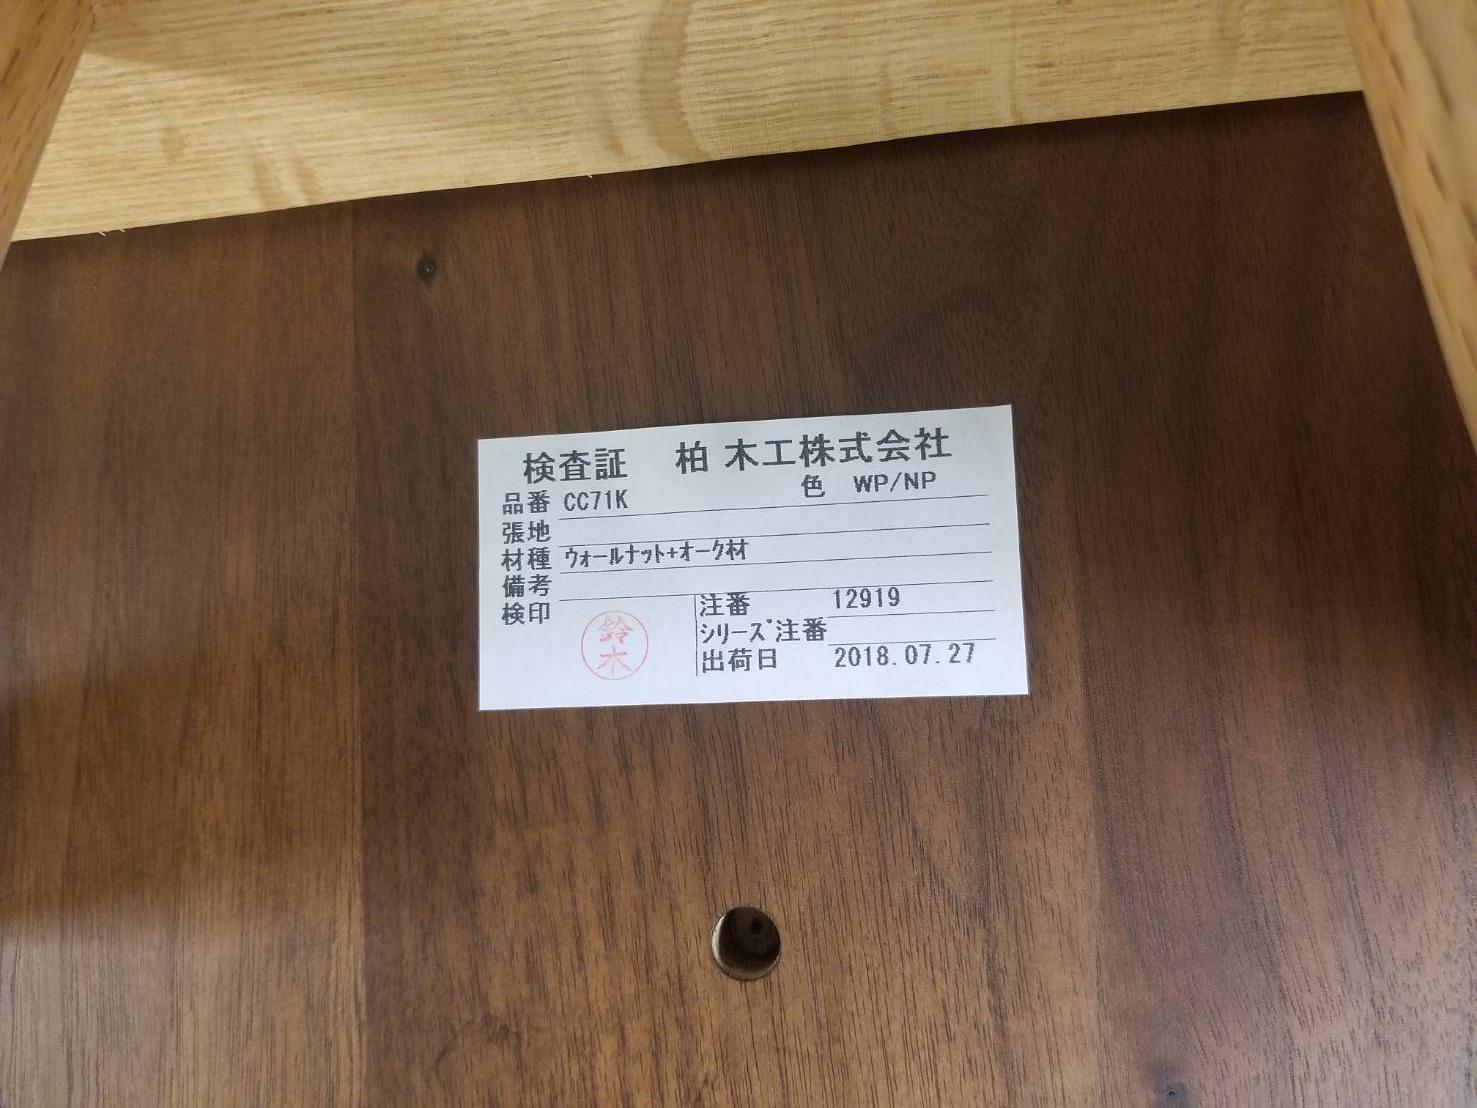 検査証 柏木工株式会社
品番 CC71K 色 WP/NP
張地
材種 ウォールナット+オーク材
備考
検印 鈴木
注番 12919
シリーズ注番
出荷日 2018.07.27